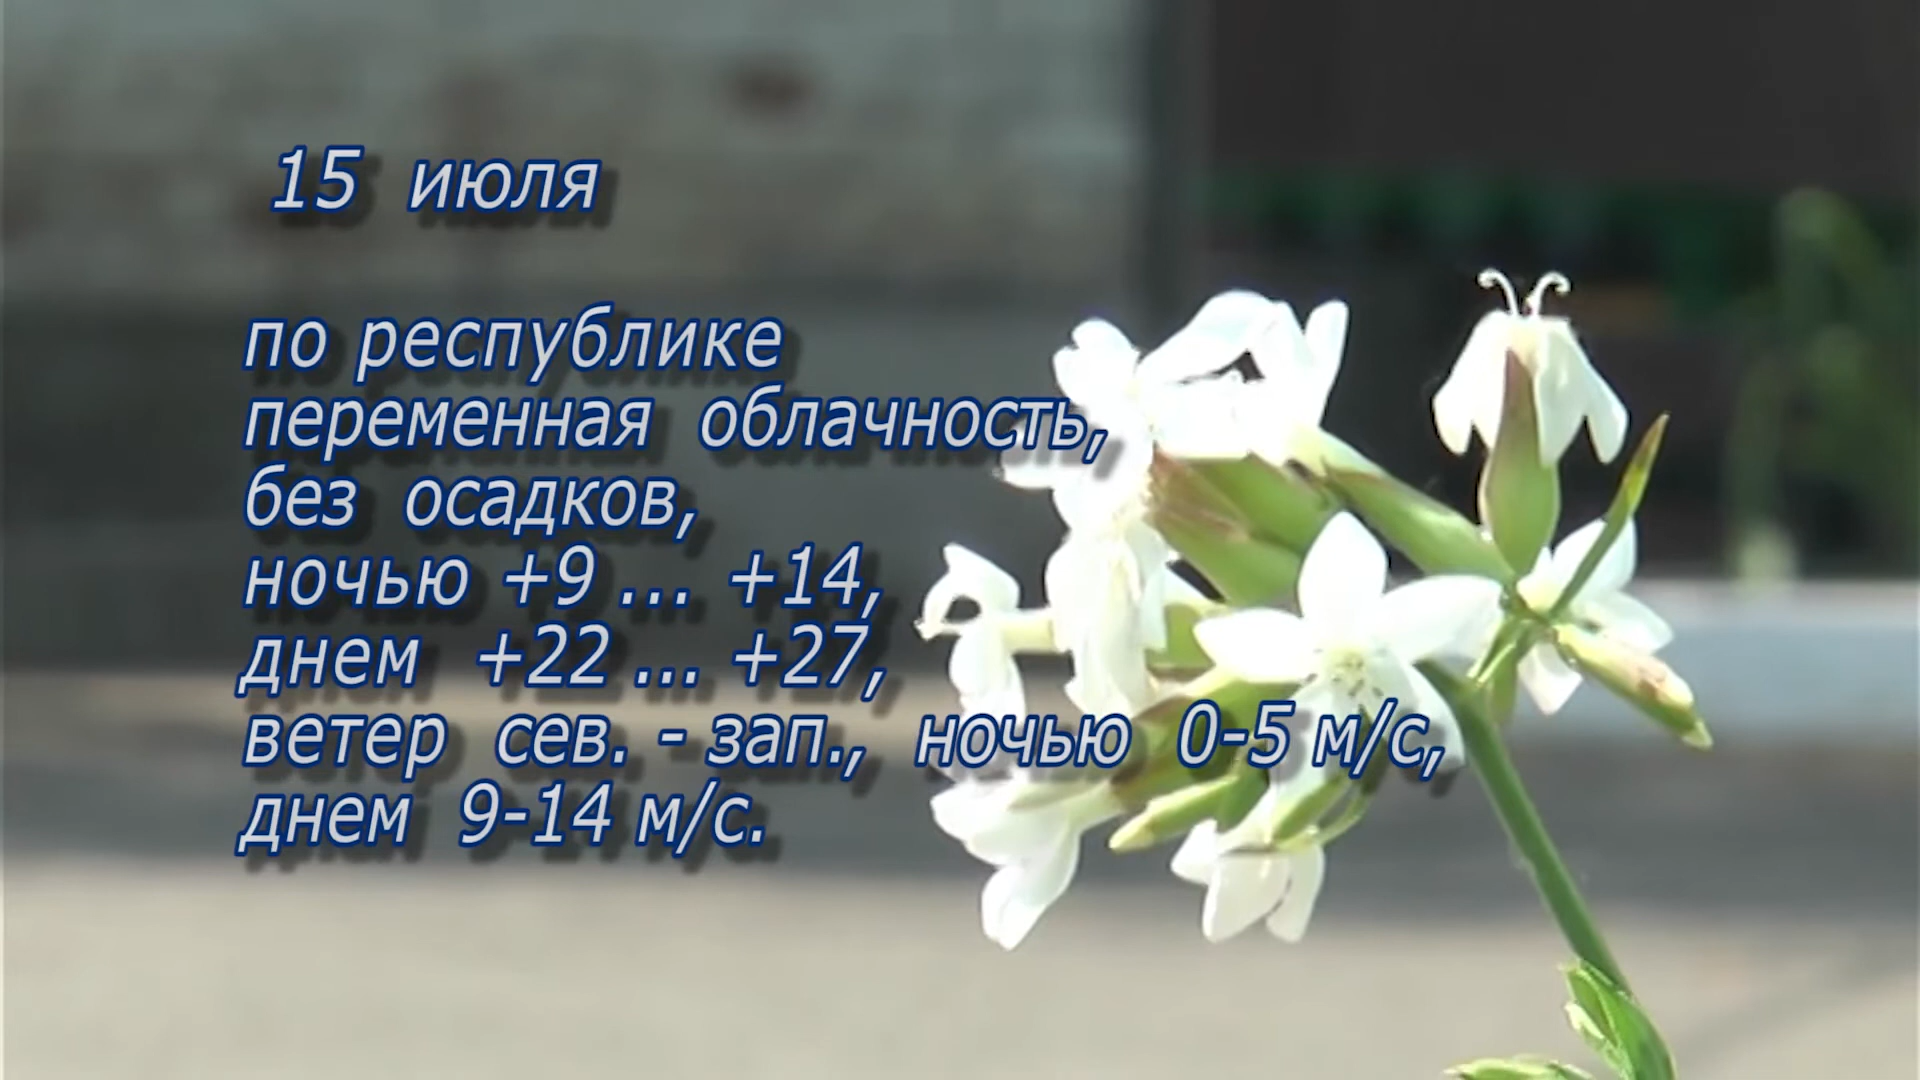 15 июля
по республике
переменная облачность,
без осадков,
ночью +9 ... +14,
днем +22 ... +27,
ветер сев. - зап., ночью 0-5 м/с,
днем 9-14 м/с.